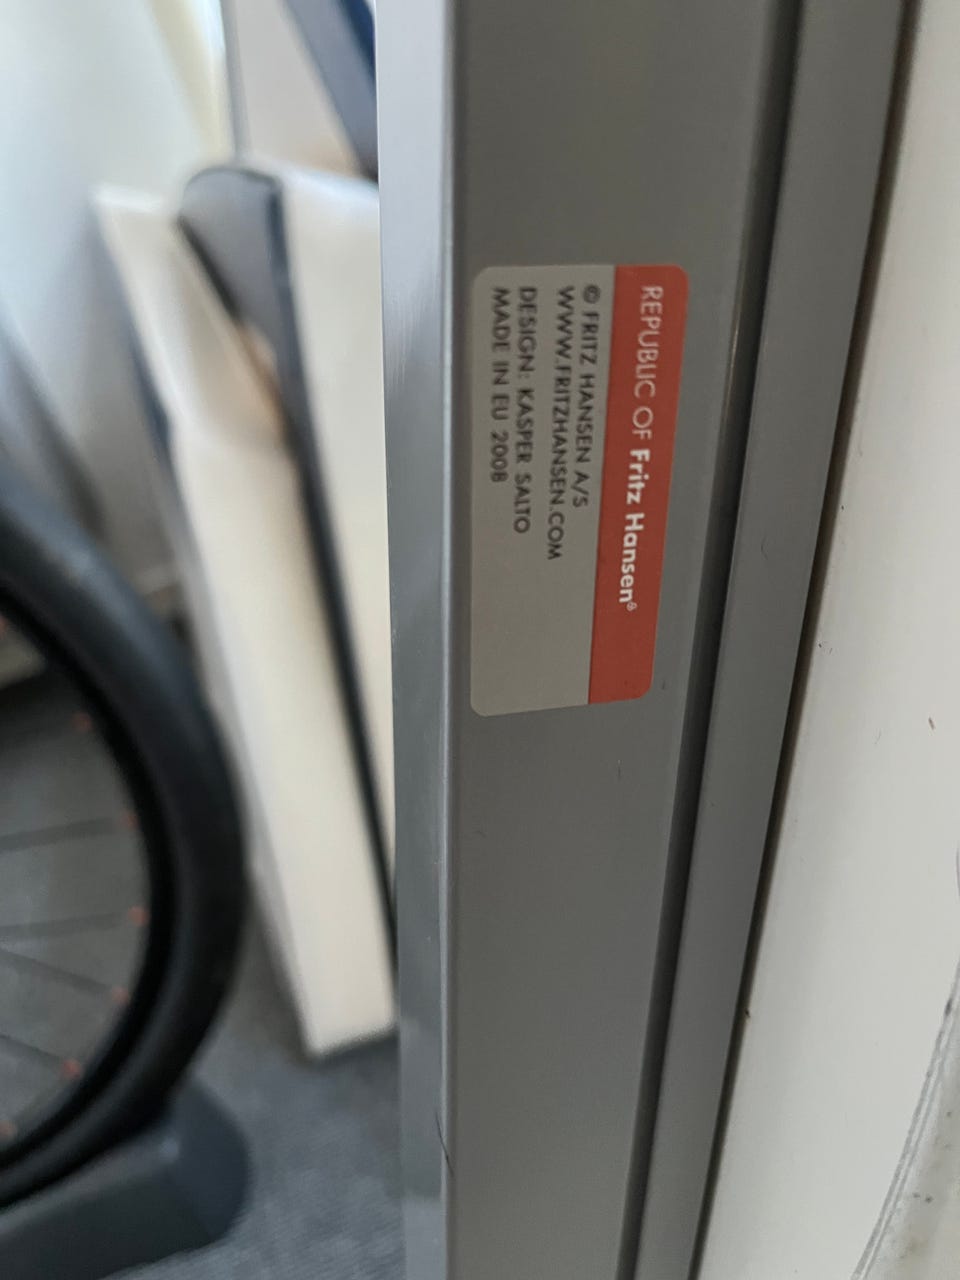 REPUBLIC OF Fritz Hansen®
© FRITZ HANSEN A/S
WWW.FRITZHANSEN.COM
DESIGN: KASPER SALTO
MADE IN EU 2008